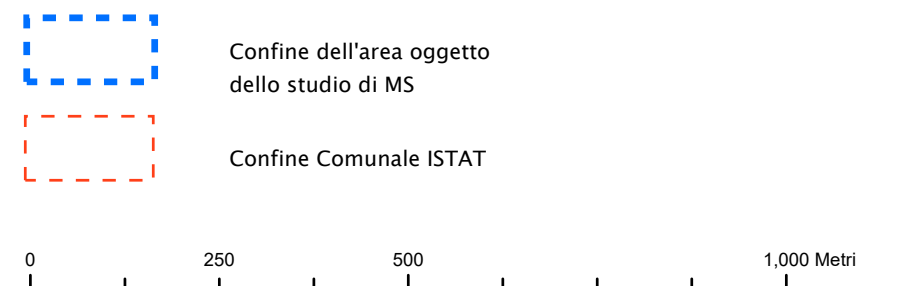 Confine dell'area oggetto
dello studio di MS
Confine Comunale ISTAT
0 250 500 1,000 Metri